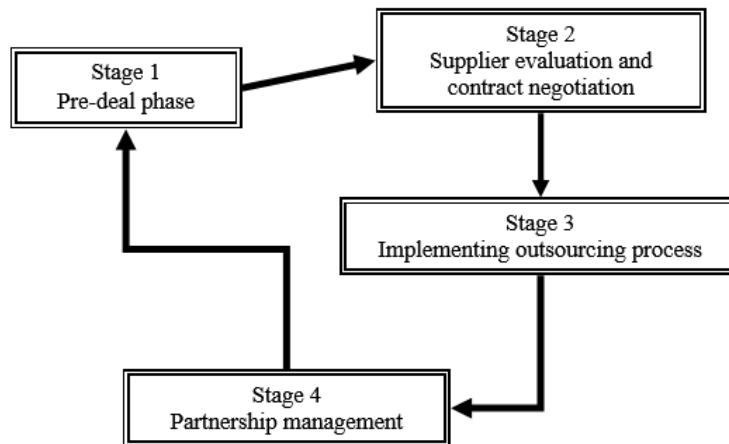 Stage 1
Pre-deal phase
Stage 2
Supplier evaluation and
contract negotiation
Stage 3
Implementing outsourcing process
Stage 4
Partnership management